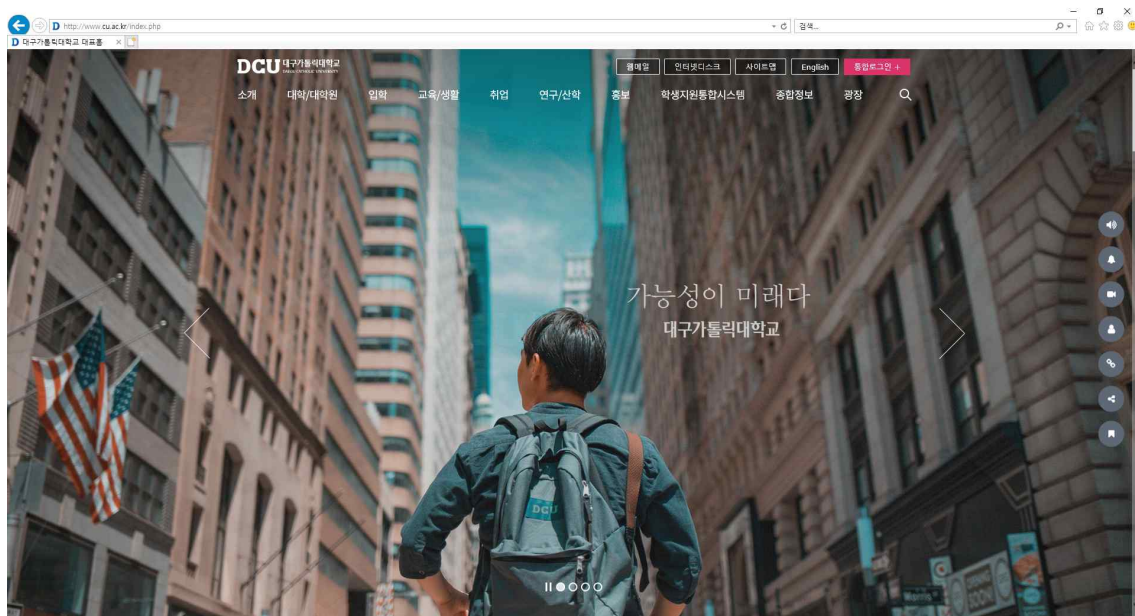 http://www.cu.ac.kr/index.php
검색...
대구가톨릭대학교 대표홈
DCU 대구가톨릭대학교
DAEGU CATHOLIC UNIVERSITY
웹메일 인터넷디스크 사이트맵 English 통합로그인 +
소개 대학/대학원 입학 교육/생활 취업 연구/산학 홍보 학생지원통합시스템 종합정보 광장
가능성이 미래다
대구가톨릭대학교
DCU
COMING
SOON